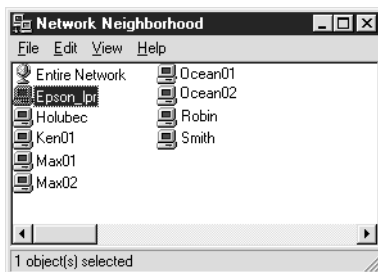 Network Neighborhood
File Edit View Help
Entire Network
Epson_lpr
Holubec
Ken01
Max01
Max02
Ocean01
Ocean02
Robin
Smith
1 object(s) selected